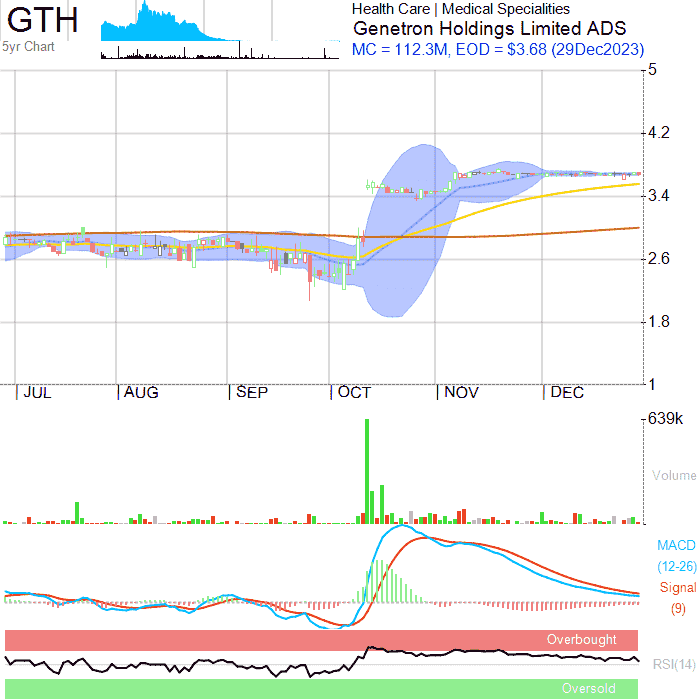 GTH
5yr Chart
Health Care | Medical Specialities
Genetron Holdings Limited ADS
MC = 112.3M, EOD = $3.68 (29Dec2023)
5
4.2
3.4
2.6
1.8
1
JUL AUG SEP OCT NOV DEC
639k
Volume
MACD
(12-26)
Signal
(9)
Overbought
RSI(14)
Oversold